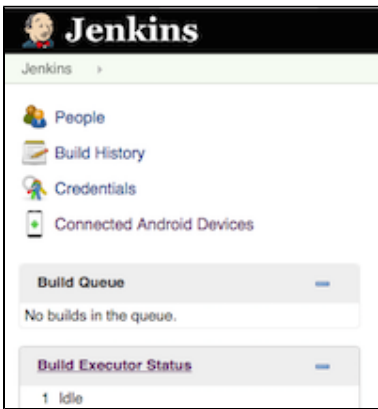 Jenkins
Jenkins
People
Build History
Credentials
Connected Android Devices
Build Queue
No builds in the queue.
Build Executor Status
1 Idle